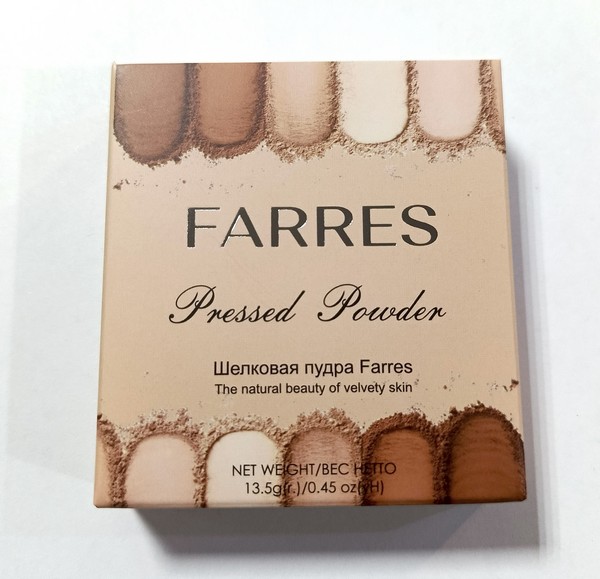 FARRES
Pressed Powder
Шелковая пудра Farres
The natural beauty of velvety skin
NET WEIGHT/ВЕС НЕТТО
13.5g(г.)/0.45 oz(уН)